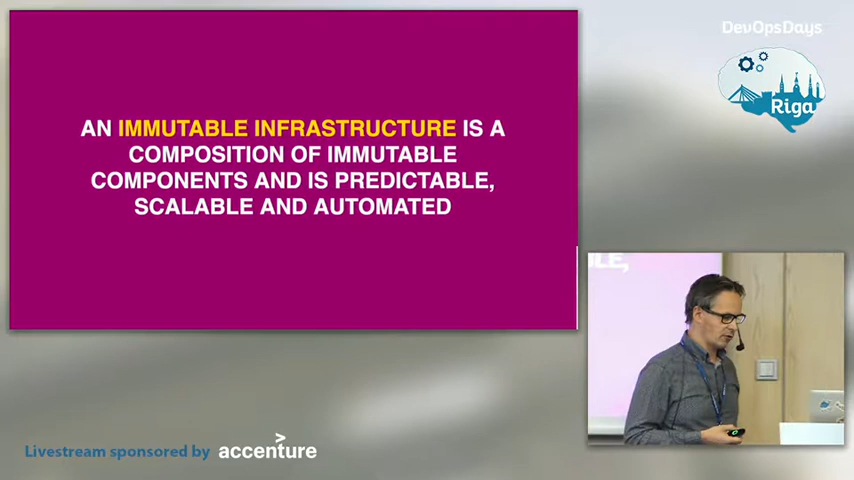 DevOpsDays
Riga
AN IMMUTABLE INFRASTRUCTURE IS A
COMPOSITION OF IMMUTABLE
COMPONENTS AND IS PREDICTABLE,
SCALABLE AND AUTOMATED
Livestream sponsored by accenture